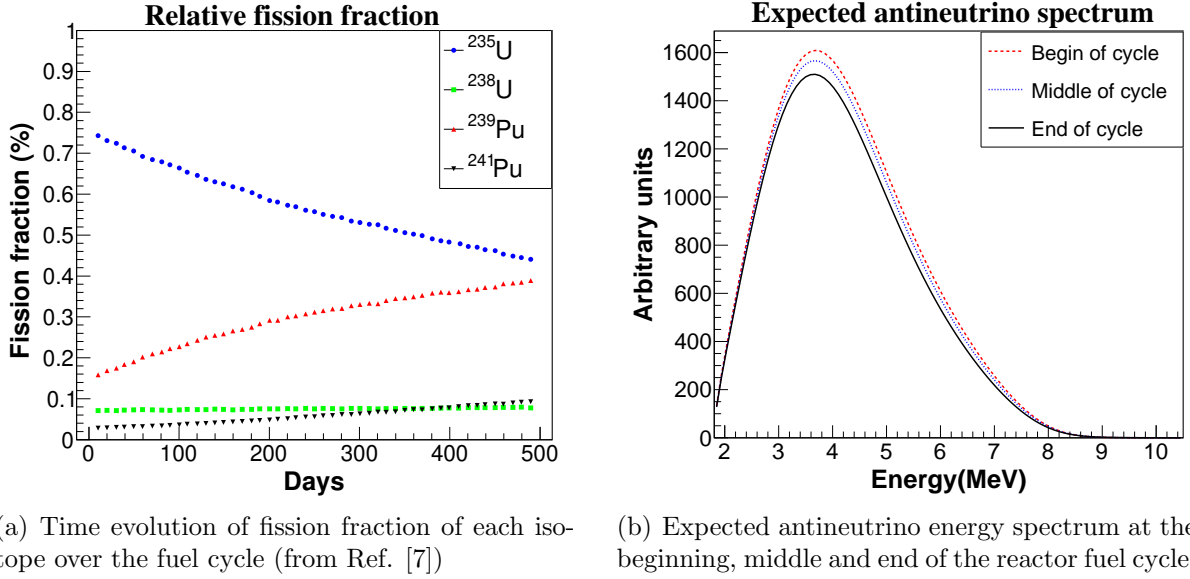 Relative fission fraction
Fission fraction (%)
1
0.9
0.8
0.7
0.6
0.5
0.4
0.3
0.2
0.1
0
0 100 200 300 400 500
Days
235U
238U
239Pu
241Pu
(a) Time evolution of fission fraction of each iso-
tope over the fuel cycle (from Ref. [7])
Expected antineutrino spectrum
Arbitrary units
1600
1400
1200
1000
800
600
400
200
0
2 3 4 5 6 7 8 9 10
Energy(MeV)
Begin of cycle
Middle of cycle
End of cycle
(b) Expected antineutrino energy spectrum at the
beginning, middle and end of the reactor fuel cycle